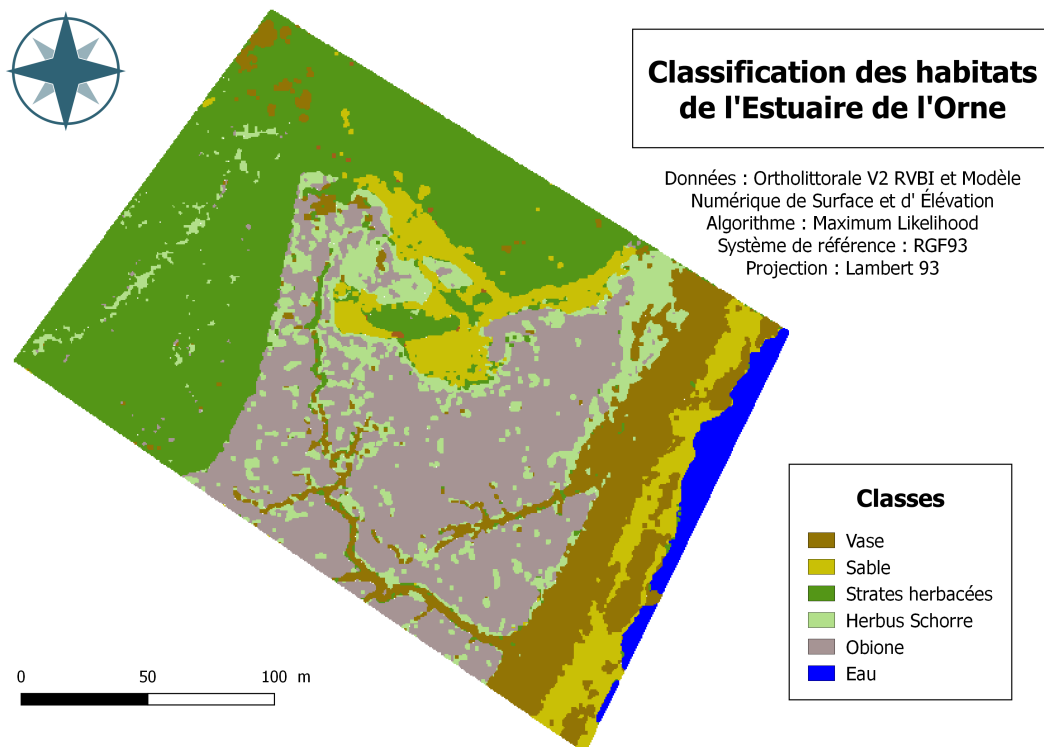 Classification des habitats
de l'Estuaire de l'Orne
Données : Ortholittorale V2 RVBI et Modèle
Numérique de Surface et d' Élévation
Algorithme : Maximum Likelihood
Système de référence : RGF93
Projection : Lambert 93
Classes
Vase
Sable
Strates herbacées
Herbus Schorre
Obione
Eau
0 50 100 m